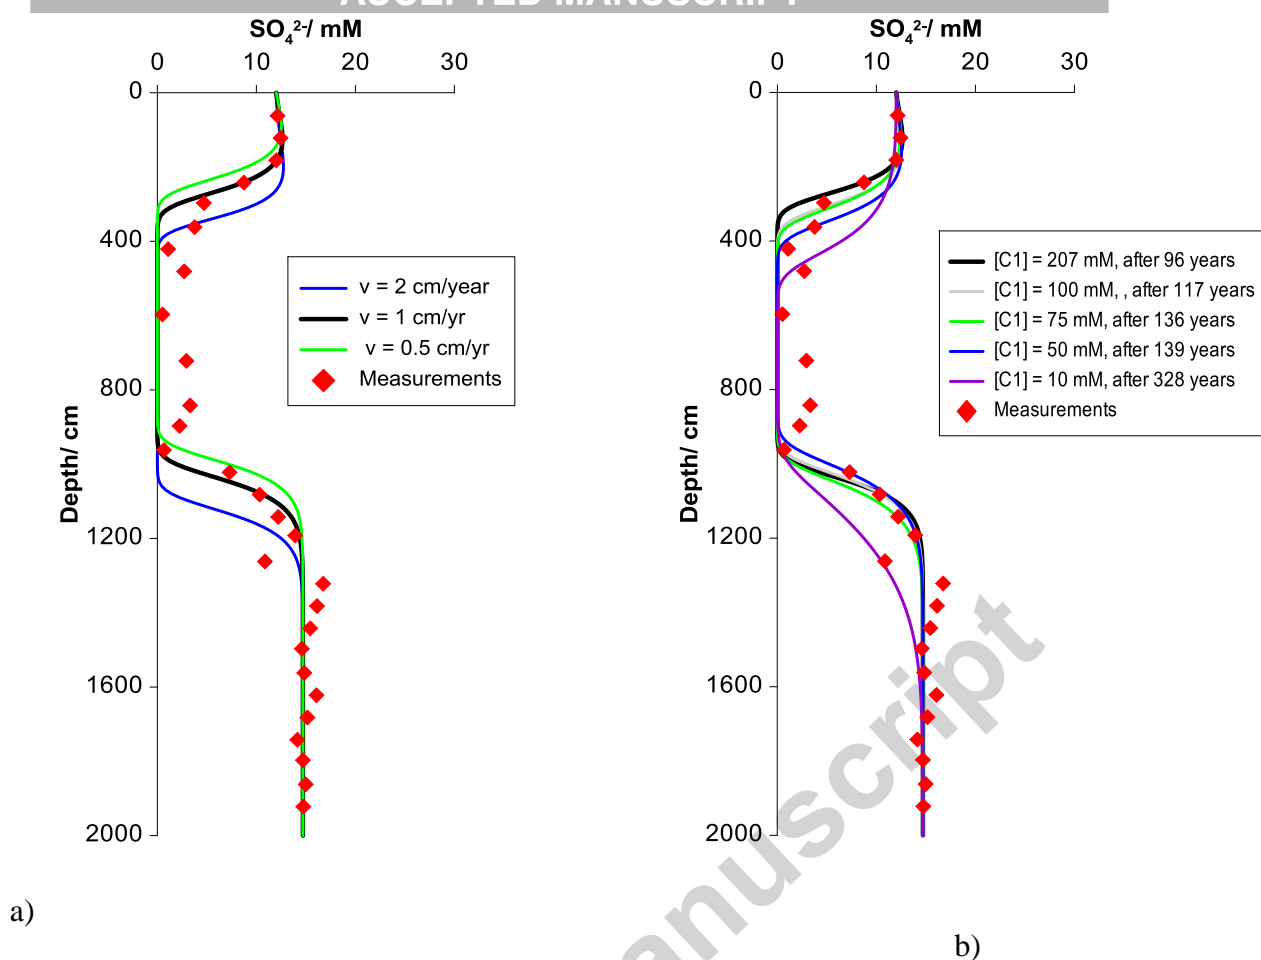 ACCEPTED MANUSCRIPT
SO₄²⁻/ mM
0 10 20 30
0
400
800
1200
1600
2000
Depth/ cm
v = 2 cm/year
v = 1 cm/yr
v = 0.5 cm/yr
Measurements
a)
SO₄²⁻/ mM
0 10 20 30
0
400
800
1200
1600
2000
Depth/ cm
[C1] = 207 mM, after 96 years
[C1] = 100 mM, , after 117 years
[C1] = 75 mM, after 136 years
[C1] = 50 mM, after 139 years
[C1] = 10 mM, after 328 years
Measurements
b)
anuscript